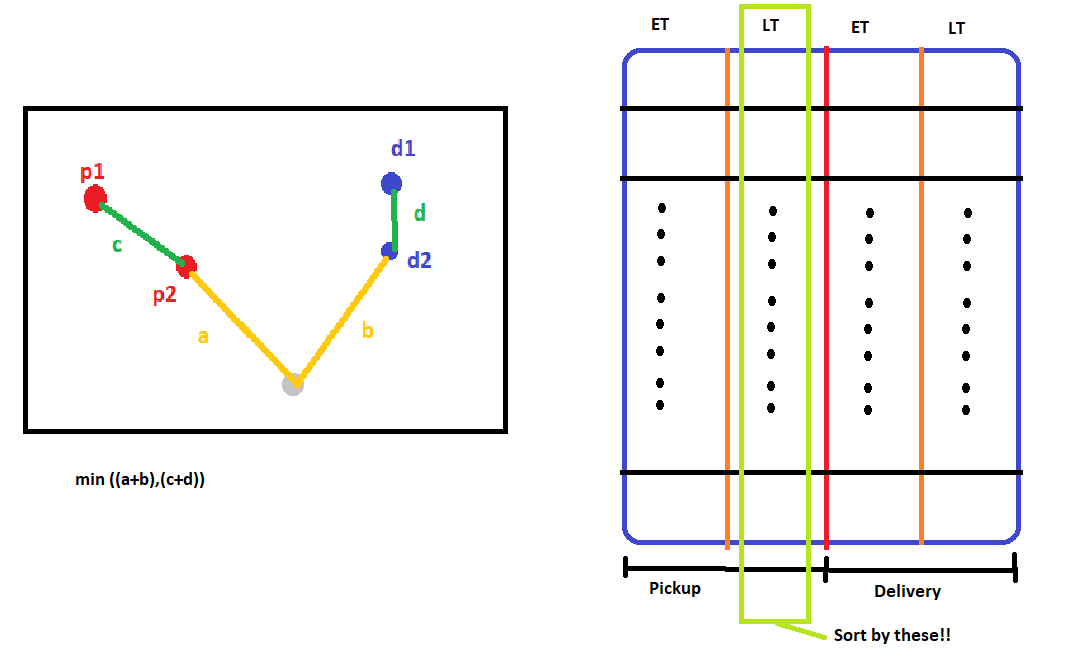 p1
c
p2
a
d1
d
d2
b
min ((a+b),(c+d))
ET
LT
ET
LT
Pickup
Delivery
Sort by these!!